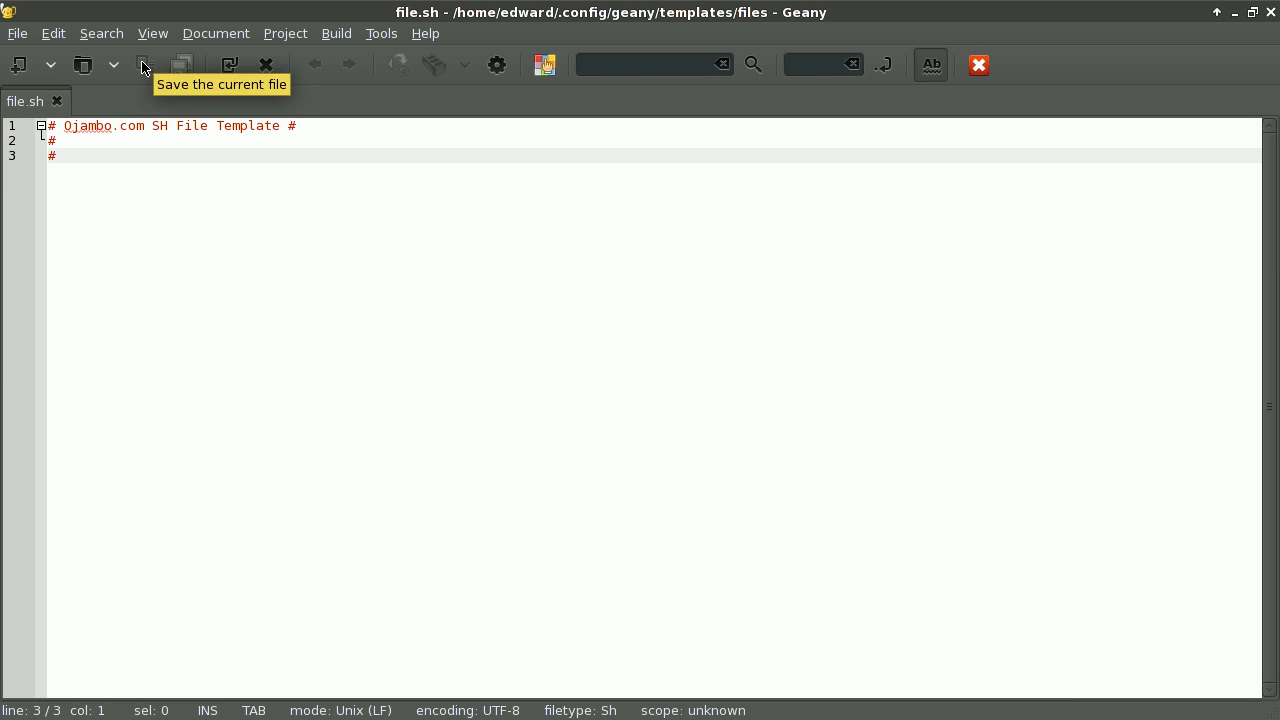 file.sh - /home/edward/.config/geany/templates/files - Geany
File Edit Search View Document Project Build Tools Help
Ab
Save the current file
file.sh
1 # Ojambo.com SH File Template #
2 #
3 #
line: 3 / 3 col: 1 sel: 0 INS TAB mode: Unix (LF) encoding: UTF-8 filetype: Sh scope: unknown